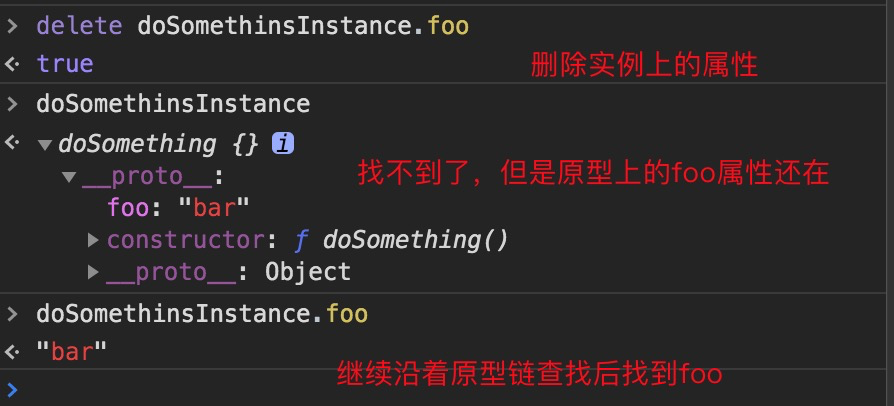 > delete doSomethinsInstance.foo
<· true
删除实例上的属性
> doSomethinsInstance
<· ▼doSomething {} i
找不到了，但是原型上的foo属性还在
▼__proto__:
foo: "bar"
▶constructor: ƒ doSomething()
▶__proto__: Object
> doSomethinsInstance.foo
<· "bar"
继续沿着原型链查找后找到foo
>